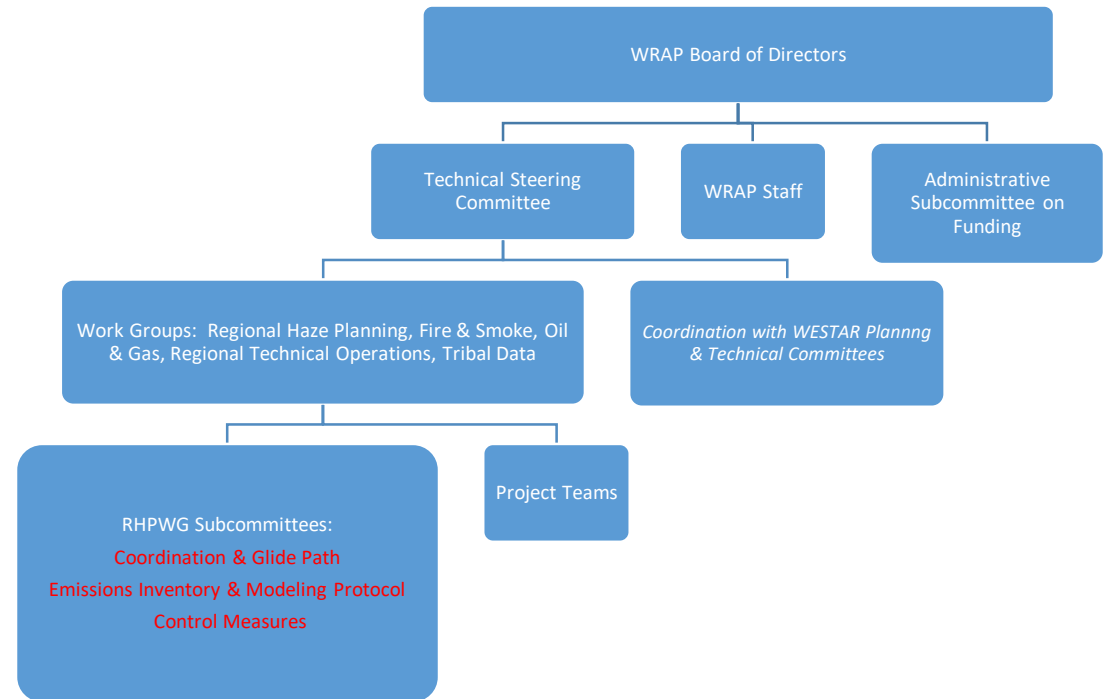 WRAP Board of Directors
Technical Steering
Committee
WRAP Staff
Administrative
Subcommittee on
Funding
Work Groups: Regional Haze Planning, Fire & Smoke, Oil
& Gas, Regional Technical Operations, Tribal Data
Coordination with WESTAR Plannng
& Technical Committees
RHPWG Subcommittees:
Coordination & Glide Path
Emissions Inventory & Modeling Protocol
Control Measures
Project Teams